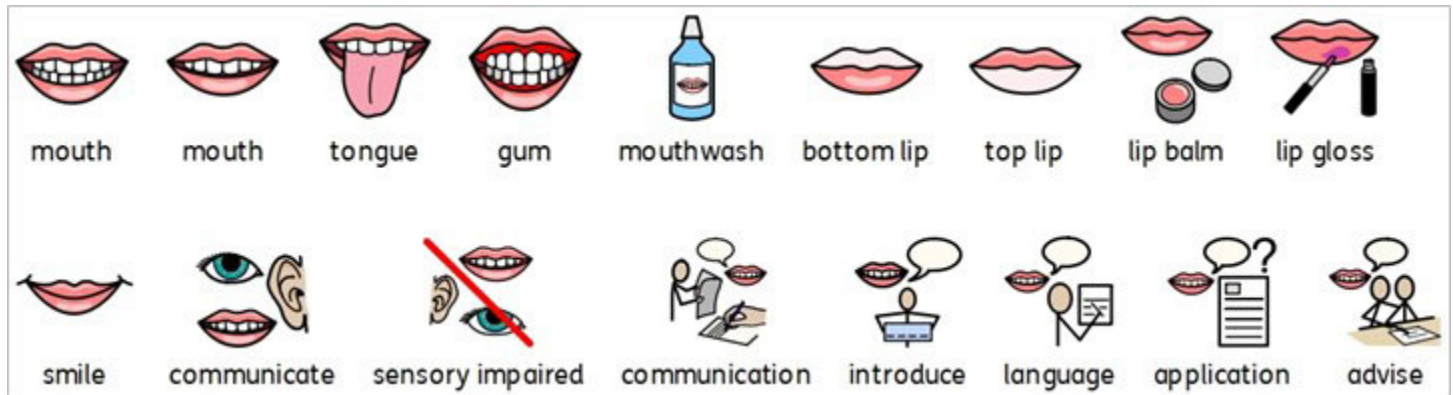 mouth mouth tongue gum mouthwash bottom lip top lip lip balm lip gloss
?
smile communicate sensory impaired communication introduce language application advise